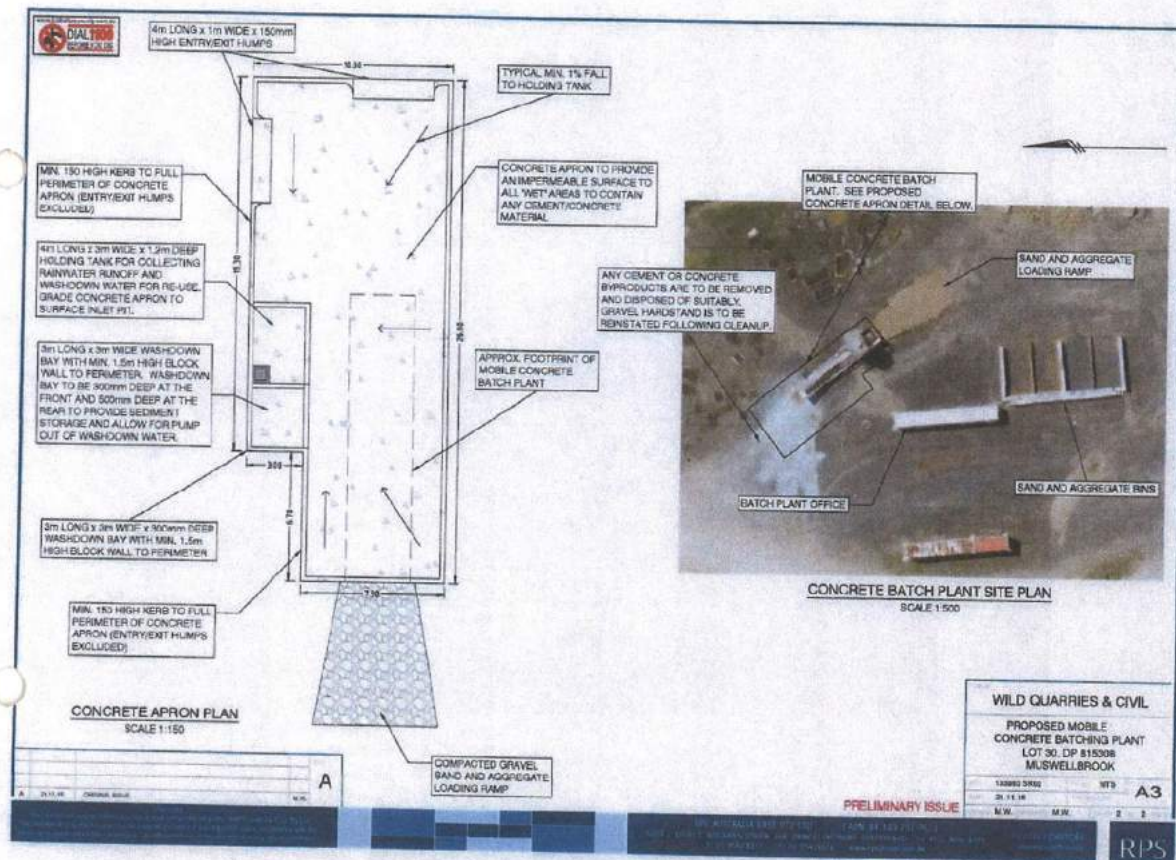 DIAL 1100
4m LONG x 1m WIDE x 150mm
HIGH ENTRY/EXIT HUMPS
TYPICAL MIN. 1% FALL
TO HOLDING TANK
MIN. 150 HIGH KERB TO FULL
PERIMETER OF CONCRETE
APRON (ENTRY/EXIT HUMPS
EXCLUDED)
CONCRETE APRON TO PROVIDE
AN IMPERMEABLE SURFACE TO
ALL 'WET' AREAS TO CONTAIN
ANY CEMENT/CONCRETE
MATERIAL
4m LONG x 3m WIDE x 1.2m DEEP
HOLDING TANK FOR COLLECTING
RAINWATER RUNOFF AND
WASHDOWN WATER FOR RE-USE.
GRADE CONCRETE APRON TO
SURFACE INLET PIT.
3m LONG x 3m WIDE WASHDOWN
BAY WITH MIN. 1.5m HIGH BLOCK
WALL TO PERIMETER. WASHDOWN
BAY TO BE 300mm DEEP AT THE
FRONT AND 500mm DEEP AT THE
REAR TO PROVIDE SEDIMENT
STORAGE AND ALLOW FOR PUMP
OUT OF WASHDOWN WATER.
APPROX. FOOTPRINT OF
MOBILE CONCRETE
BATCH PLANT
3m LONG x 3m WIDE x 300mm DEEP
WASHDOWN BAY WITH MIN. 1.5m
HIGH BLOCK WALL TO PERIMETER
MIN. 150 HIGH KERB TO FULL
PERIMETER OF CONCRETE
APRON (ENTRY/EXIT HUMPS
EXCLUDED)
3.00
6.70
7.30
CONCRETE APRON PLAN
SCALE 1:150
COMPACTED GRAVEL
SAND AND AGGREGATE
LOADING RAMP
MOBILE CONCRETE BATCH
PLANT. SEE PROPOSED
CONCRETE APRON DETAIL BELOW.
SAND AND AGGREGATE
LOADING RAMP
ANY CEMENT OR CONCRETE
BYPRODUCTS ARE TO BE REMOVED
AND DISPOSED OF SUITABLY.
GRAVEL HARDSTAND IS TO BE
REINSTATED FOLLOWING CLEANUP.
BATCH PLANT OFFICE
SAND AND AGGREGATE BINS
CONCRETE BATCH PLANT SITE PLAN
SCALE 1:500
WILD QUARRIES & CIVIL
PROPOSED MOBILE
CONCRETE BATCHING PLANT
MUSWELLBROOK
A3
M.W. M.W. 2 2
A
PRELIMINARY ISSUE
RPS